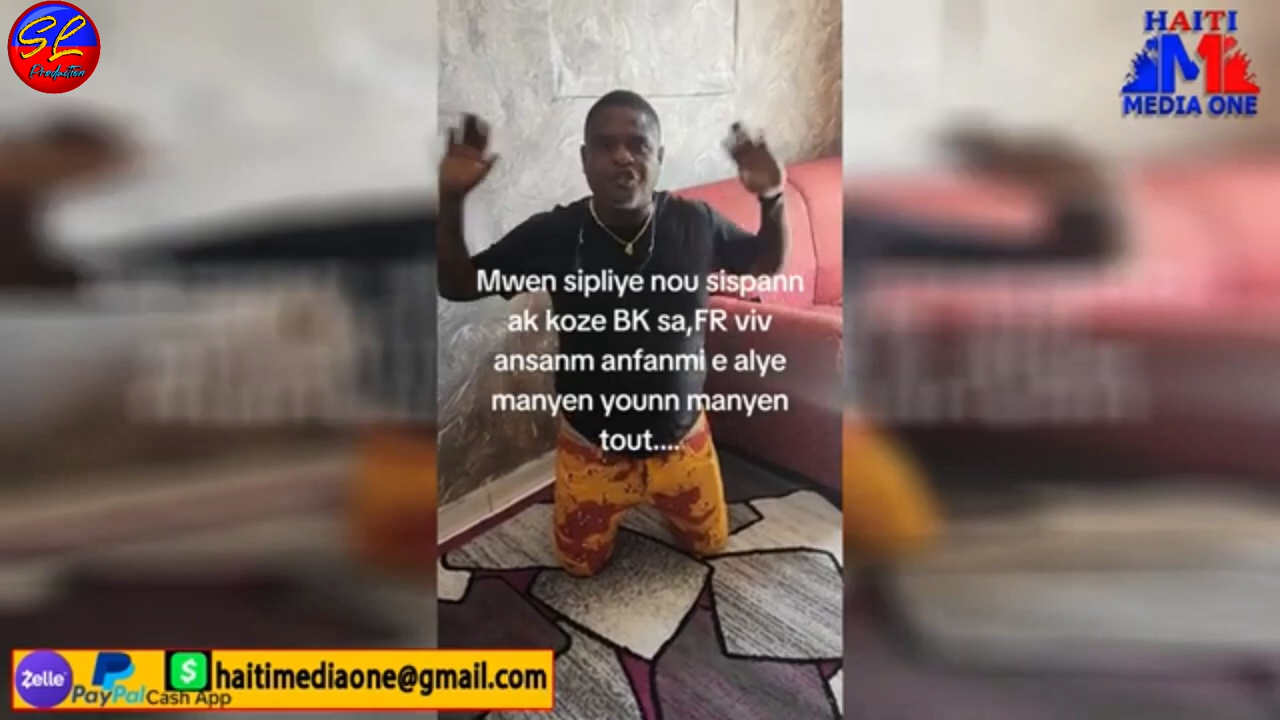 SL
Production
HAITI
M
MEDIA ONE
Mwen sipliye nou sispann
ak koze BK sa,FR viv
ansanm anfanmi e alye
manyen younn manyen
tout....
Zelle
PayPal
$
Cash App
haitimediaone@gmail.com